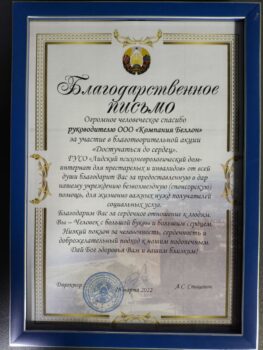 Благодарственное
письмо
Огромное человеческое спасибо
руководителю ООО «Компания Беллон»
за участие в благотворительной акции
«Достучаться до сердец».
ГУСО «Лидский психоневрологический дом-
интернат для престарелых и инвалидов» от всей
души благодарит Вас за предоставленную в дар
нашему учреждению безвозмездную (спонсорскую)
помощь, для жизненно важных нужд получателей
социальных услуг.
Благодарим Вас за сердечное отношение к людям.
Вы – Человек с большой буквы и большим сердцем.
Низкий поклон за человечность, сердечность и
доброжелательный подход к нашим подопечным.
Дай Бог здоровья Вам и вашим близким!
Директор
А.С.
18 марта 2022